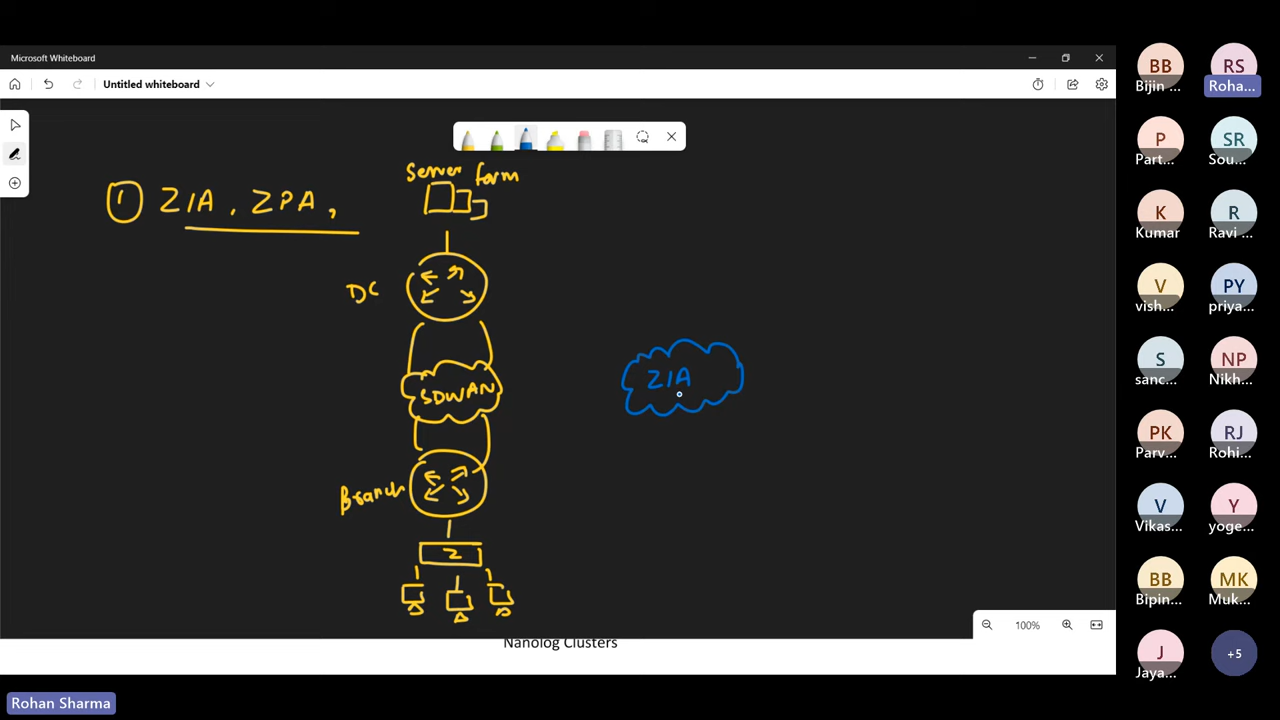 Microsoft Whiteboard
Untitled whiteboard
① ZIA, ZPA,
Server farm
DC
SDWAN
ZIA
Branch
2
100%
Nanolog Clusters
Rohan Sharma
BB
Bijin ...
RS
Roha...
P
Part...
SR
Sou...
K
Kumar
R
Ravi ...
V
vish...
PY
priya...
S
sanc...
NP
Nikh...
PK
Parv...
RJ
Rohi...
V
Vikas...
Y
yoge...
BB
Bipin...
MK
Muk...
J
Jaya...
+5